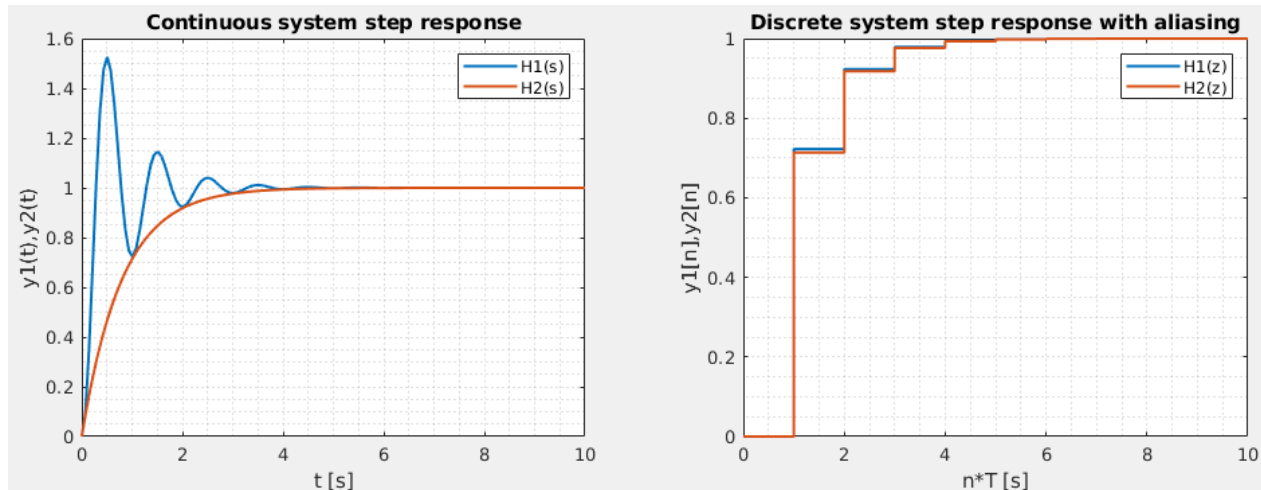 Continuous system step response
1.6
1.4
1.2
1
0.8
0.6
0.4
0.2
0
y1(t),y2(t)
H1(s)
H2(s)
0 2 4 6 8 10
t [s]
Discrete system step response with aliasing
1
0.8
0.6
0.4
0.2
0
y1[n],y2[n]
H1(z)
H2(z)
0 2 4 6 8 10
n*T [s]